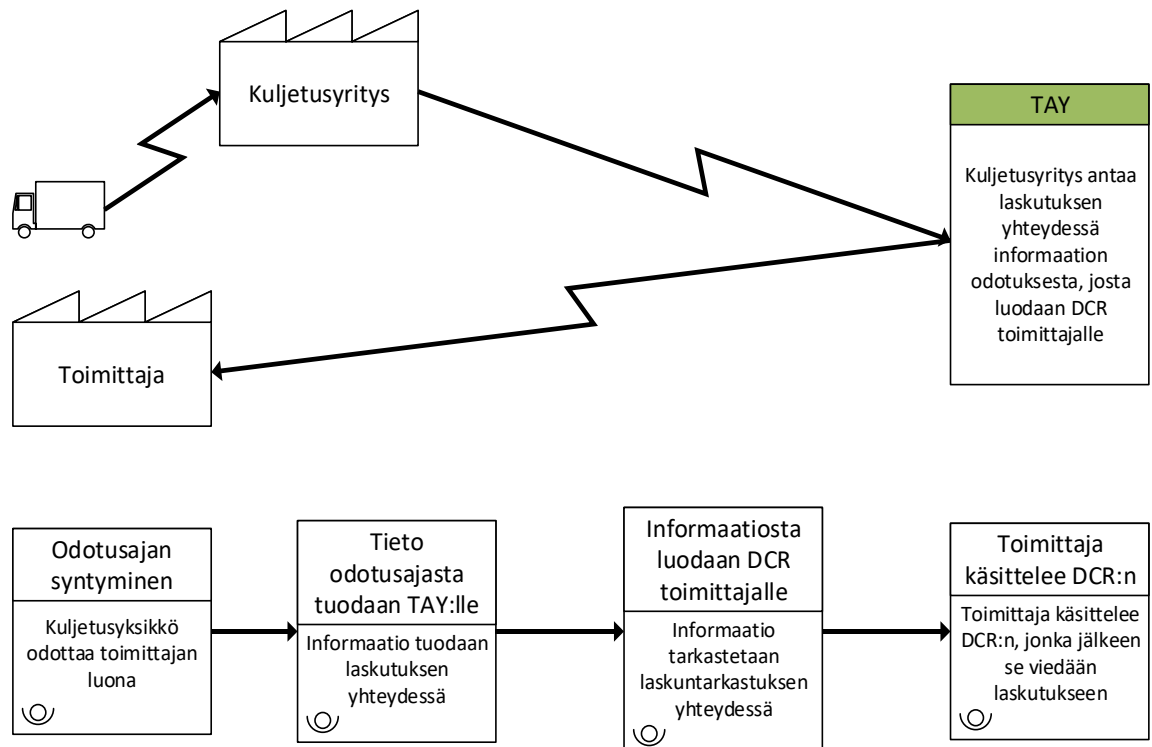 Kuljetusyritys
TAY
Kuljetusyritys antaa
laskutuksen
yhteydessä
informaation
odotuksesta, josta
luodaan DCR
toimittajalle
Toimittaja
Odotusajan
syntyminen
Kuljetusyksikkö
odottaa toimittajan
luona
Tieto
odotusajasta
tuodaan TAY:lle
Informaatio tuodaan
laskutuksen
yhteydessä
Informaatiosta
luodaan DCR
toimittajalle
Informaatio
tarkastetaan
laskuntarkastuksen
yhteydessä
Toimittaja
käsittelee DCR:n
Toimittaja käsittelee
DCR:n, jonka jälkeen
se viedään
laskutukseen